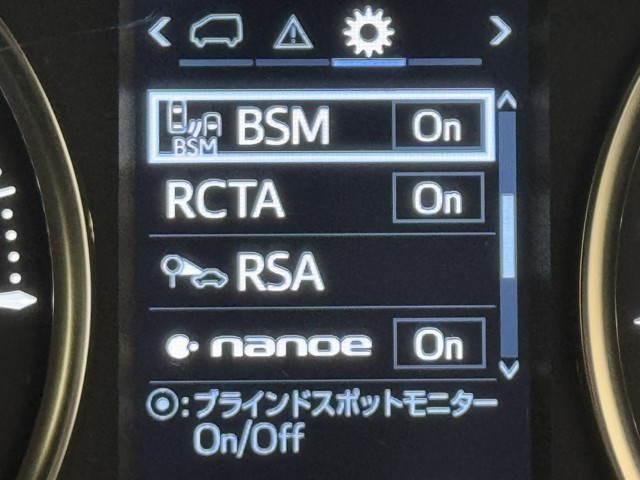 BSM BSM On
RCTA On
RSA
nanoe On
:ブラインドスポットモニター
On/Off